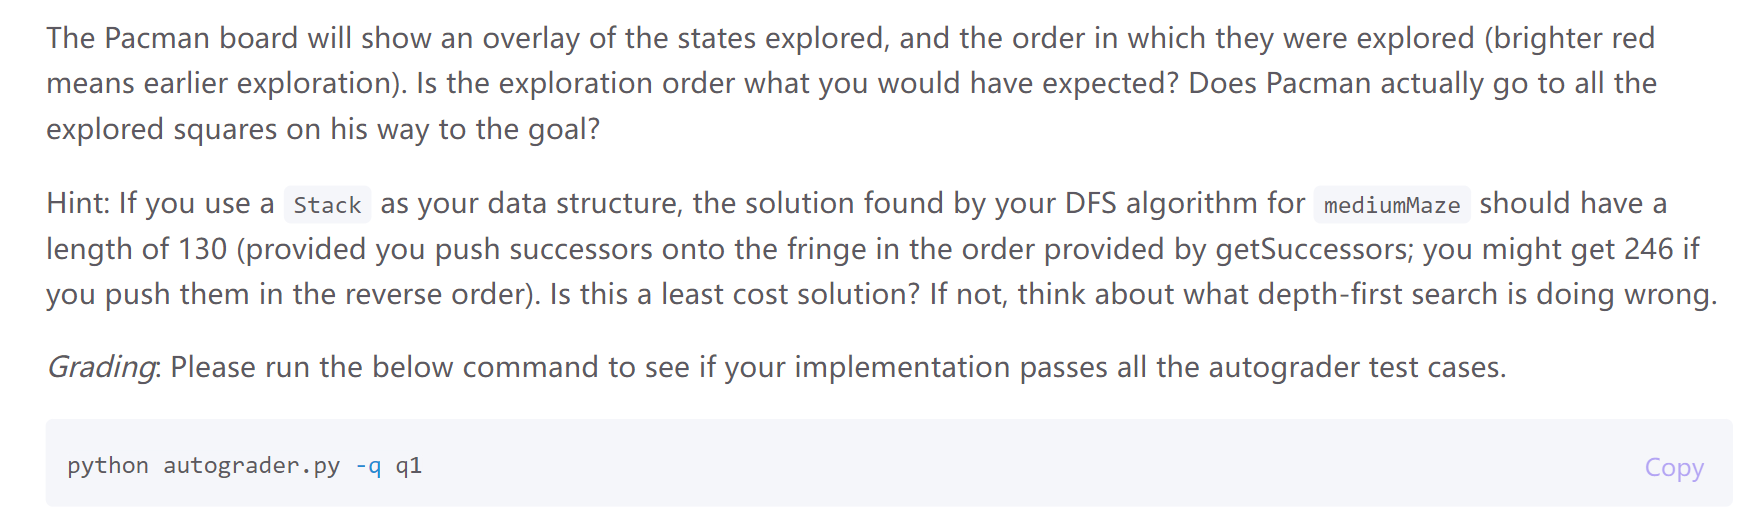 The Pacman board will show an overlay of the states explored, and the order in which they were explored (brighter red
means earlier exploration). Is the exploration order what you would have expected? Does Pacman actually go to all the
explored squares on his way to the goal?
Hint: If you use a Stack as your data structure, the solution found by your DFS algorithm for mediumMaze should have a
length of 130 (provided you push successors onto the fringe in the order provided by getSuccessors; you might get 246 if
you push them in the reverse order). Is this a least cost solution? If not, think about what depth-first search is doing wrong.
Grading: Please run the below command to see if your implementation passes all the autograder test cases.
python autograder.py -q q1
Copy